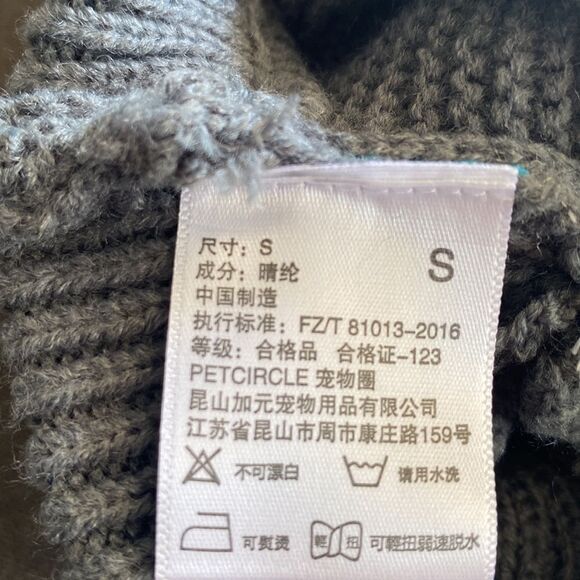 尺寸：S
S
成分：晴纶
中国制造
执行标准：FZ/T 81013-2016
等级：合格品 合格证-123
PETCIRCLE 宠物圈
昆山加元宠物用品有限公司
江苏省昆山市周市康庄路159号
不可漂白 请用水洗
可熨烫 輕 扭 可輕扭弱速脱水